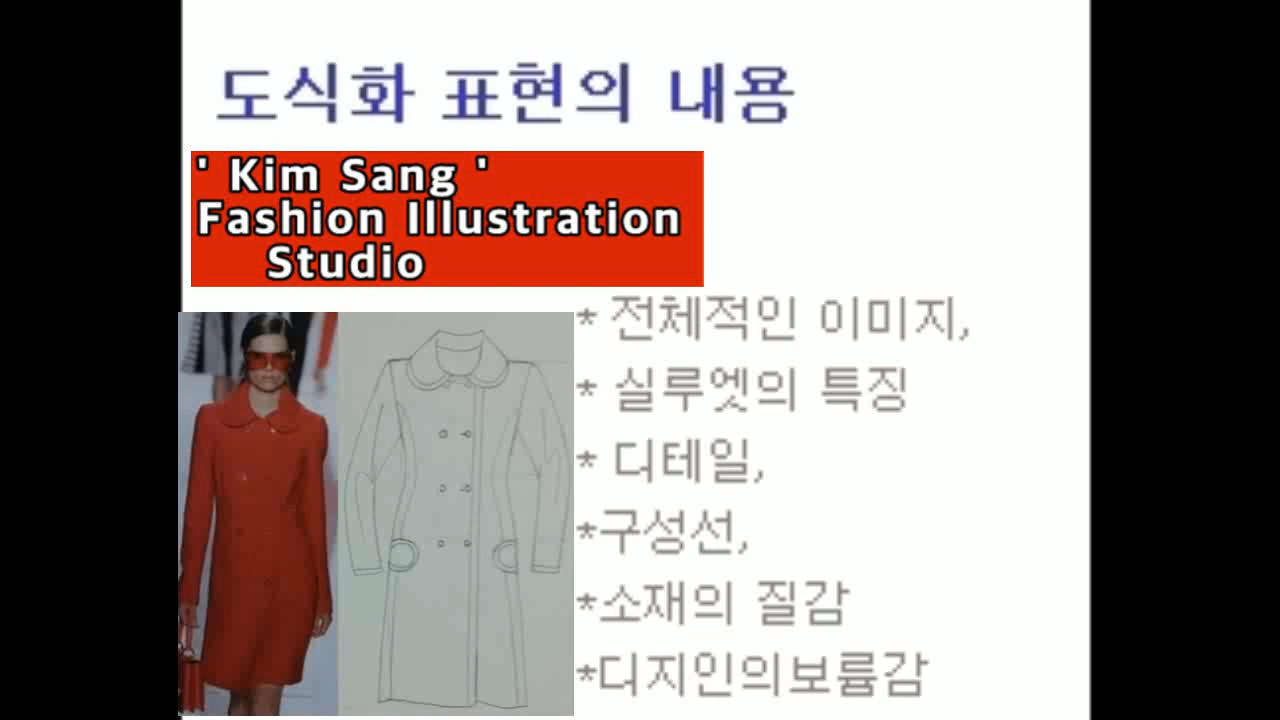 도식화 표현의 내용
' Kim Sang '
Fashion Illustration
Studio
* 전체적인 이미지,
* 실루엣의 특징
* 디테일,
*구성선,
*소재의 질감
*디자인의보륨감